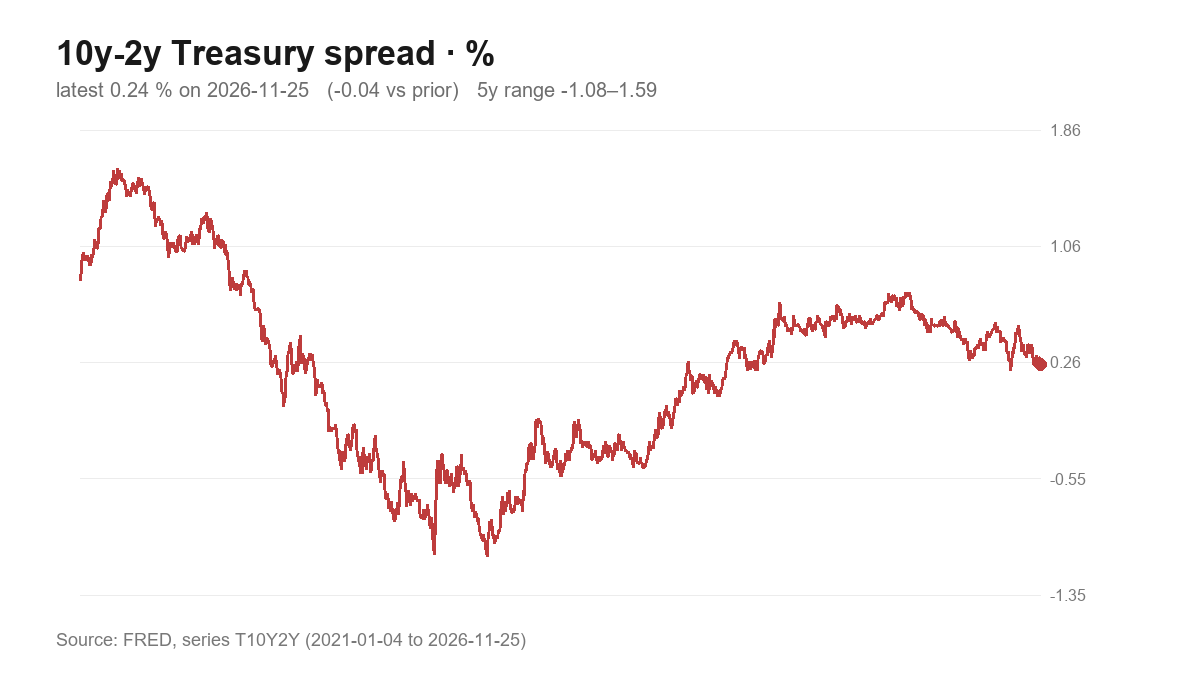 10y-2y Treasury spread · %
latest 0.24 % on 2026-11-25 (-0.04 vs prior) 5y range -1.08–1.59
1.86
1.06
0.26
-0.55
-1.35
Source: FRED, series T10Y2Y (2021-01-04 to 2026-11-25)